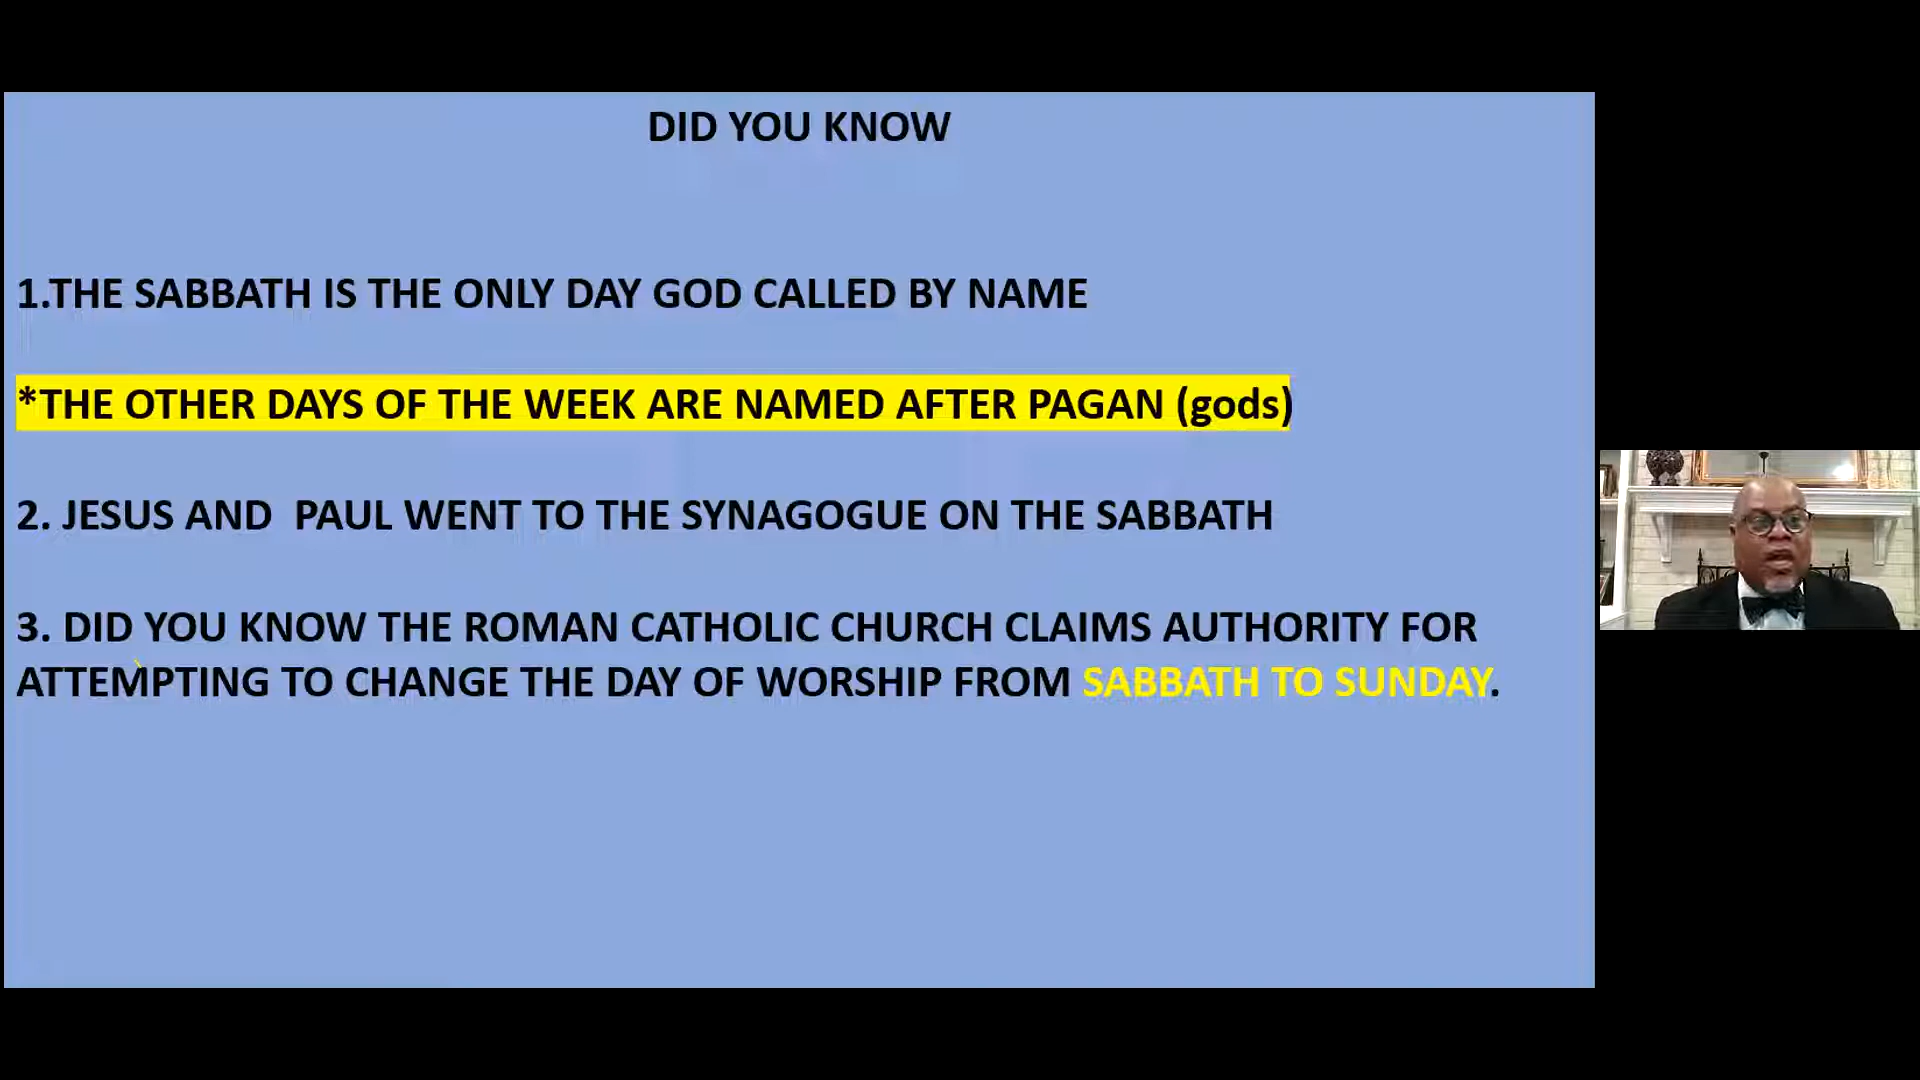 DID YOU KNOW
1.THE SABBATH IS THE ONLY DAY GOD CALLED BY NAME
*THE OTHER DAYS OF THE WEEK ARE NAMED AFTER PAGAN (gods)
2. JESUS AND  PAUL WENT TO THE SYNAGOGUE ON THE SABBATH
3. DID YOU KNOW THE ROMAN CATHOLIC CHURCH CLAIMS AUTHORITY FOR
ATTEMPTING TO CHANGE THE DAY OF WORSHIP FROM SABBATH TO SUNDAY.